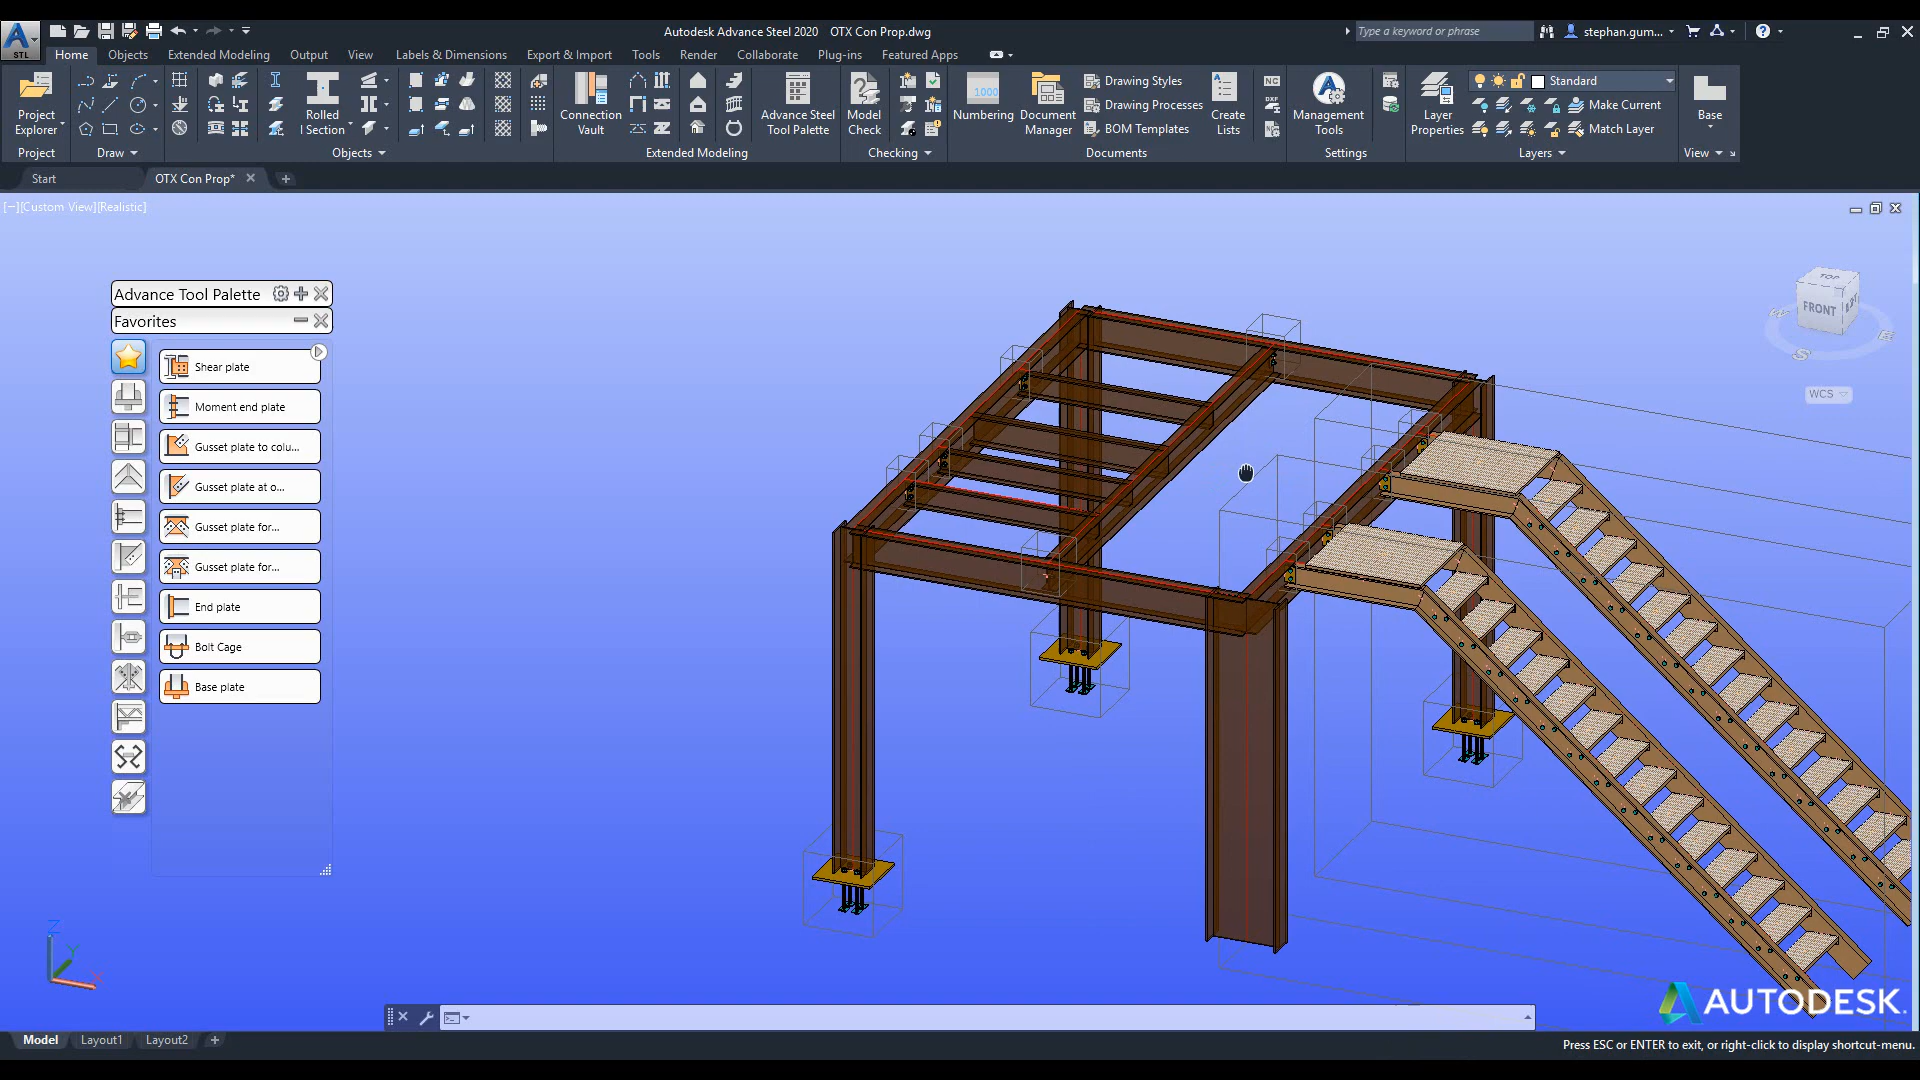 Autodesk Advance Steel 2020 OTX Con Prop.dwg
Type a keyword or phrase
stephan.gum...
STL
Home Objects Extended Modeling Output View Labels & Dimensions Export & Import Tools Collaborate Render Plug-ins Featured Apps
Project Explorer
Rolled I Section
Connection Vault
Advance Steel Tool Palette
Model Check
1000
Numbering
Document Manager
Drawing Styles
Drawing Processes
BOM Templates
Create Lists
NC
DXF
NC
Management Tools
Layer Properties
Standard
Make Current
Match Layer
Base
Project Draw Objects Extended Modeling Checking Documents Settings Layers View
Start OTX Con Prop*
[−][Custom View][Realistic]
Advance Tool Palette
Favorites
Shear plate
Moment end plate
Gusset plate to colu...
Gusset plate at o...
Gusset plate for...
Gusset plate for...
End plate
Bolt Cage
Base plate
TOP
FRONT
W
S
E
WCS
Z
Y
X
AUTODESK.
Model Layout1 Layout2
Press ESC or ENTER to exit, or right-click to display shortcut-menu.